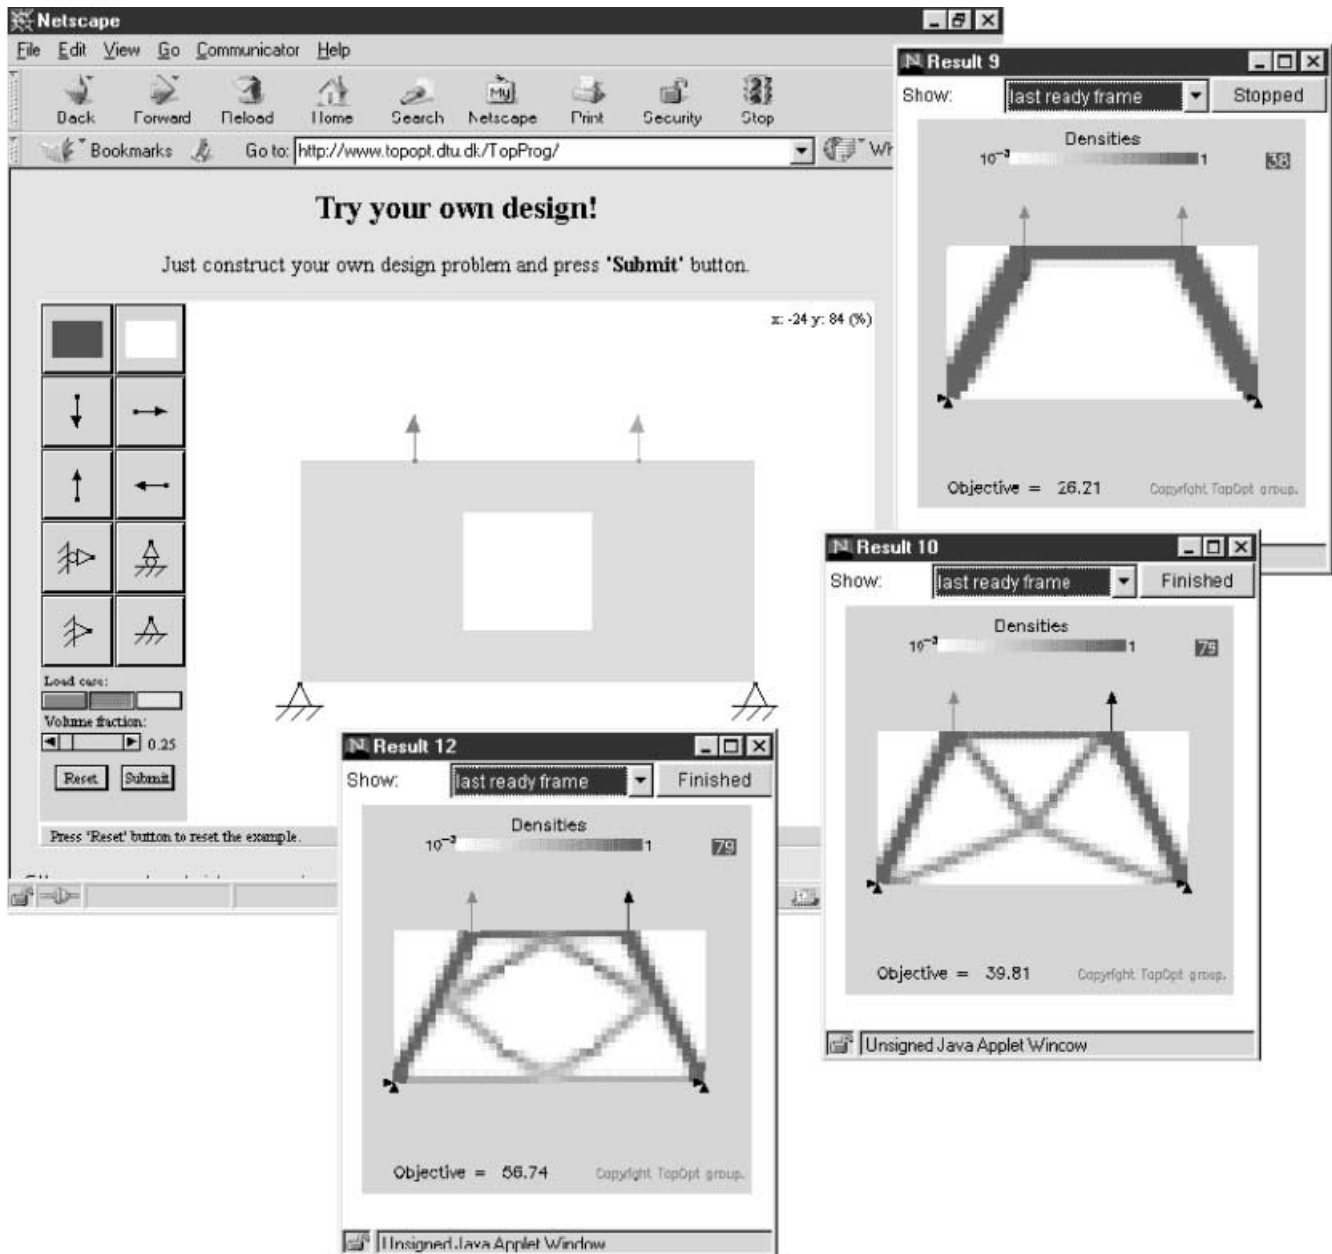 Netscape
File Edit View Go Communicator Help
Back Forward Reload Home Search Netscape Print Security Stop
Bookmarks Go to: http://www.topopt.dtu.dk/TopProg/ Wh
Try your own design!
Just construct your own design problem and press 'Submit' button.
x: -24 y: 84 (%)
Load case:
Volume fraction:
0.25
Reset Submit
Press 'Reset' button to reset the example.
Result 9
Show: last ready frame Stopped
Densities
10⁻³ 1 38
Objective = 26.21 Copyright TopOpt group.
Result 10
Show: last ready frame Finished
Densities
10⁻³ 1 79
Objective = 39.81 Copyright TopOpt group.
Unsigned Java Applet Window
Result 12
Show: last ready frame Finished
Densities
10⁻³ 1 79
Objective = 56.74 Copyright TopOpt group.
Unsigned Java Applet Window